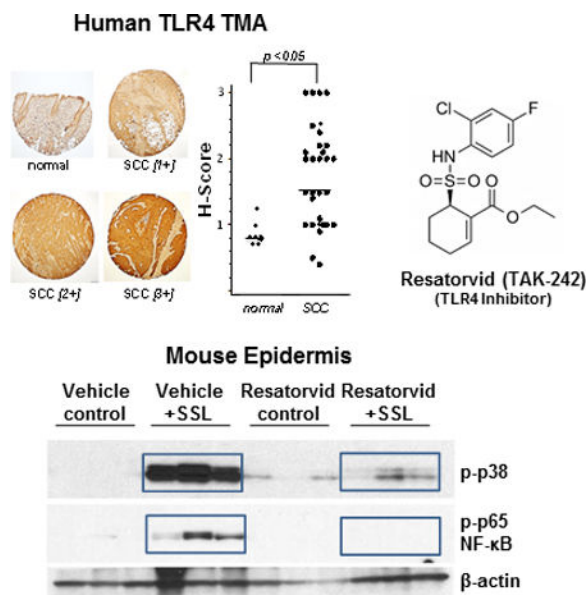 Human TLR4 TMA
normal
SCC [1+]
SCC [2+]
SCC [3+]
p <0.05
H-Score
3
2
1
normal
SCC
Cl
F
NH
O=S=O
O
O
Resatorvid (TAK-242)
(TLR4 Inhibitor)
Mouse Epidermis
Vehicle control
Vehicle +SSL
Resatorvid control
Resatorvid +SSL
p-p38
p-p65
NF-κB
β-actin